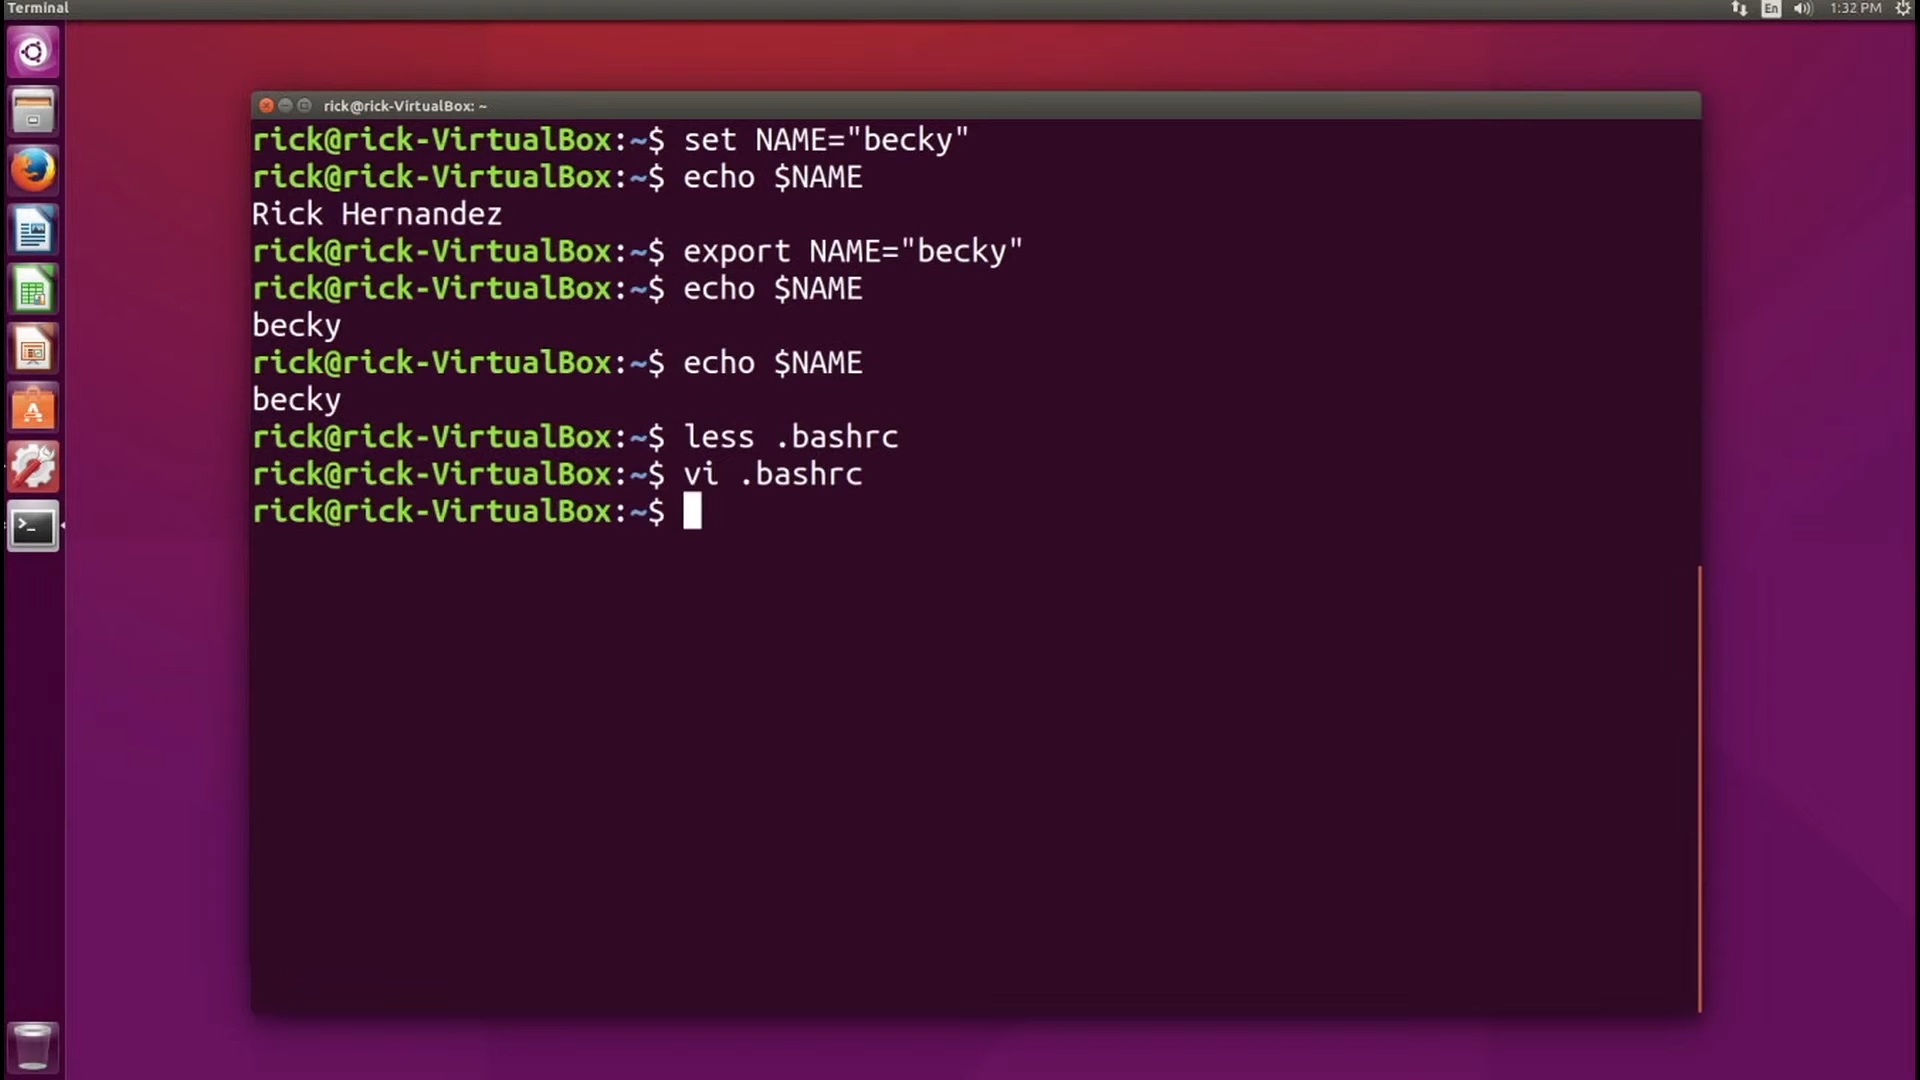 Terminal
En
1:32 PM
rick@rick-VirtualBox: ~
rick@rick-VirtualBox:~$ set NAME="becky"
rick@rick-VirtualBox:~$ echo $NAME
Rick Hernandez
rick@rick-VirtualBox:~$ export NAME="becky"
rick@rick-VirtualBox:~$ echo $NAME
becky
rick@rick-VirtualBox:~$ echo $NAME
becky
rick@rick-VirtualBox:~$ less .bashrc
rick@rick-VirtualBox:~$ vi .bashrc
rick@rick-VirtualBox:~$